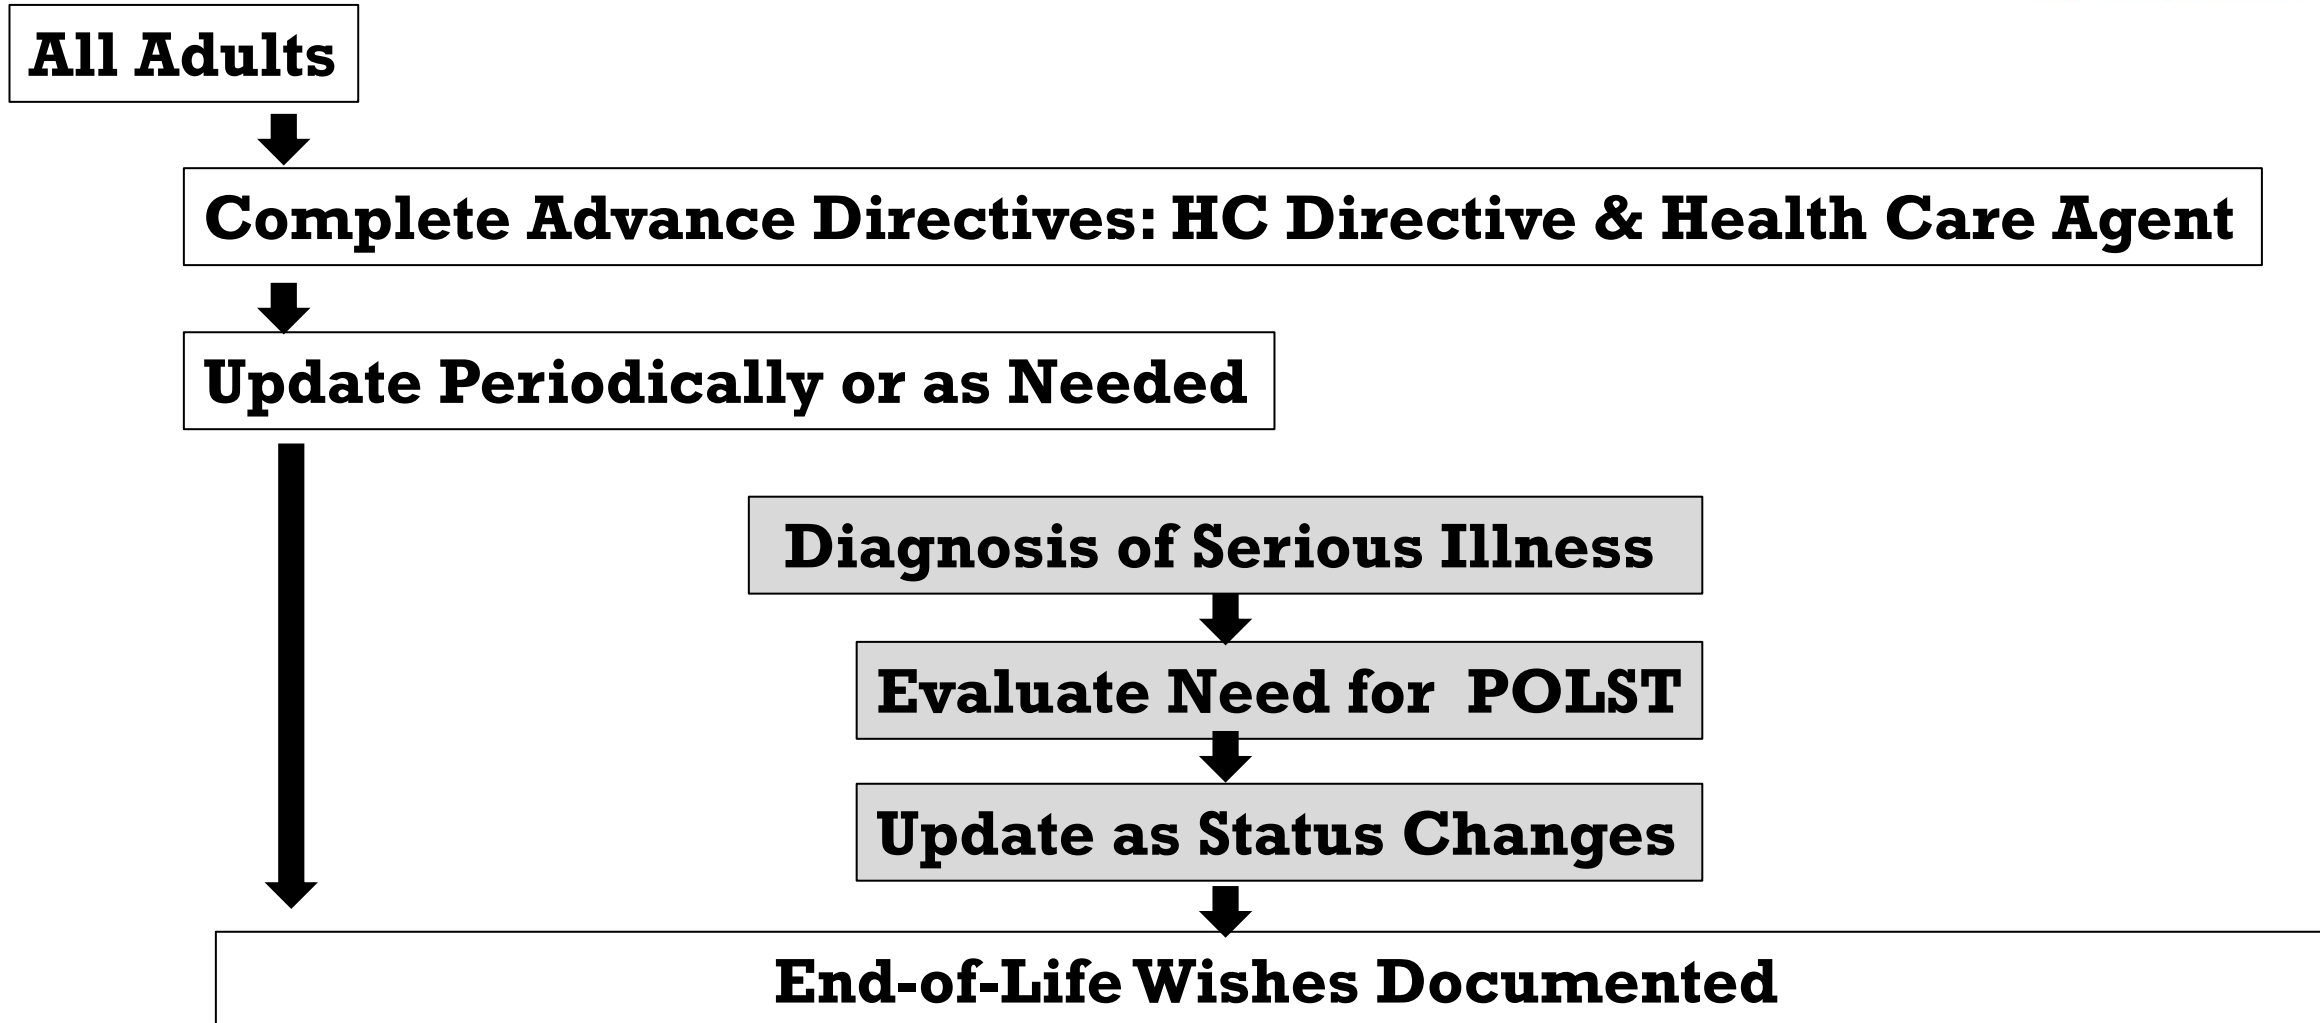 All Adults
Complete Advance Directives: HC Directive & Health Care Agent
Update Periodically or as Needed
Diagnosis of Serious Illness
Evaluate Need for POLST
Update as Status Changes
End-of-Life Wishes Documented